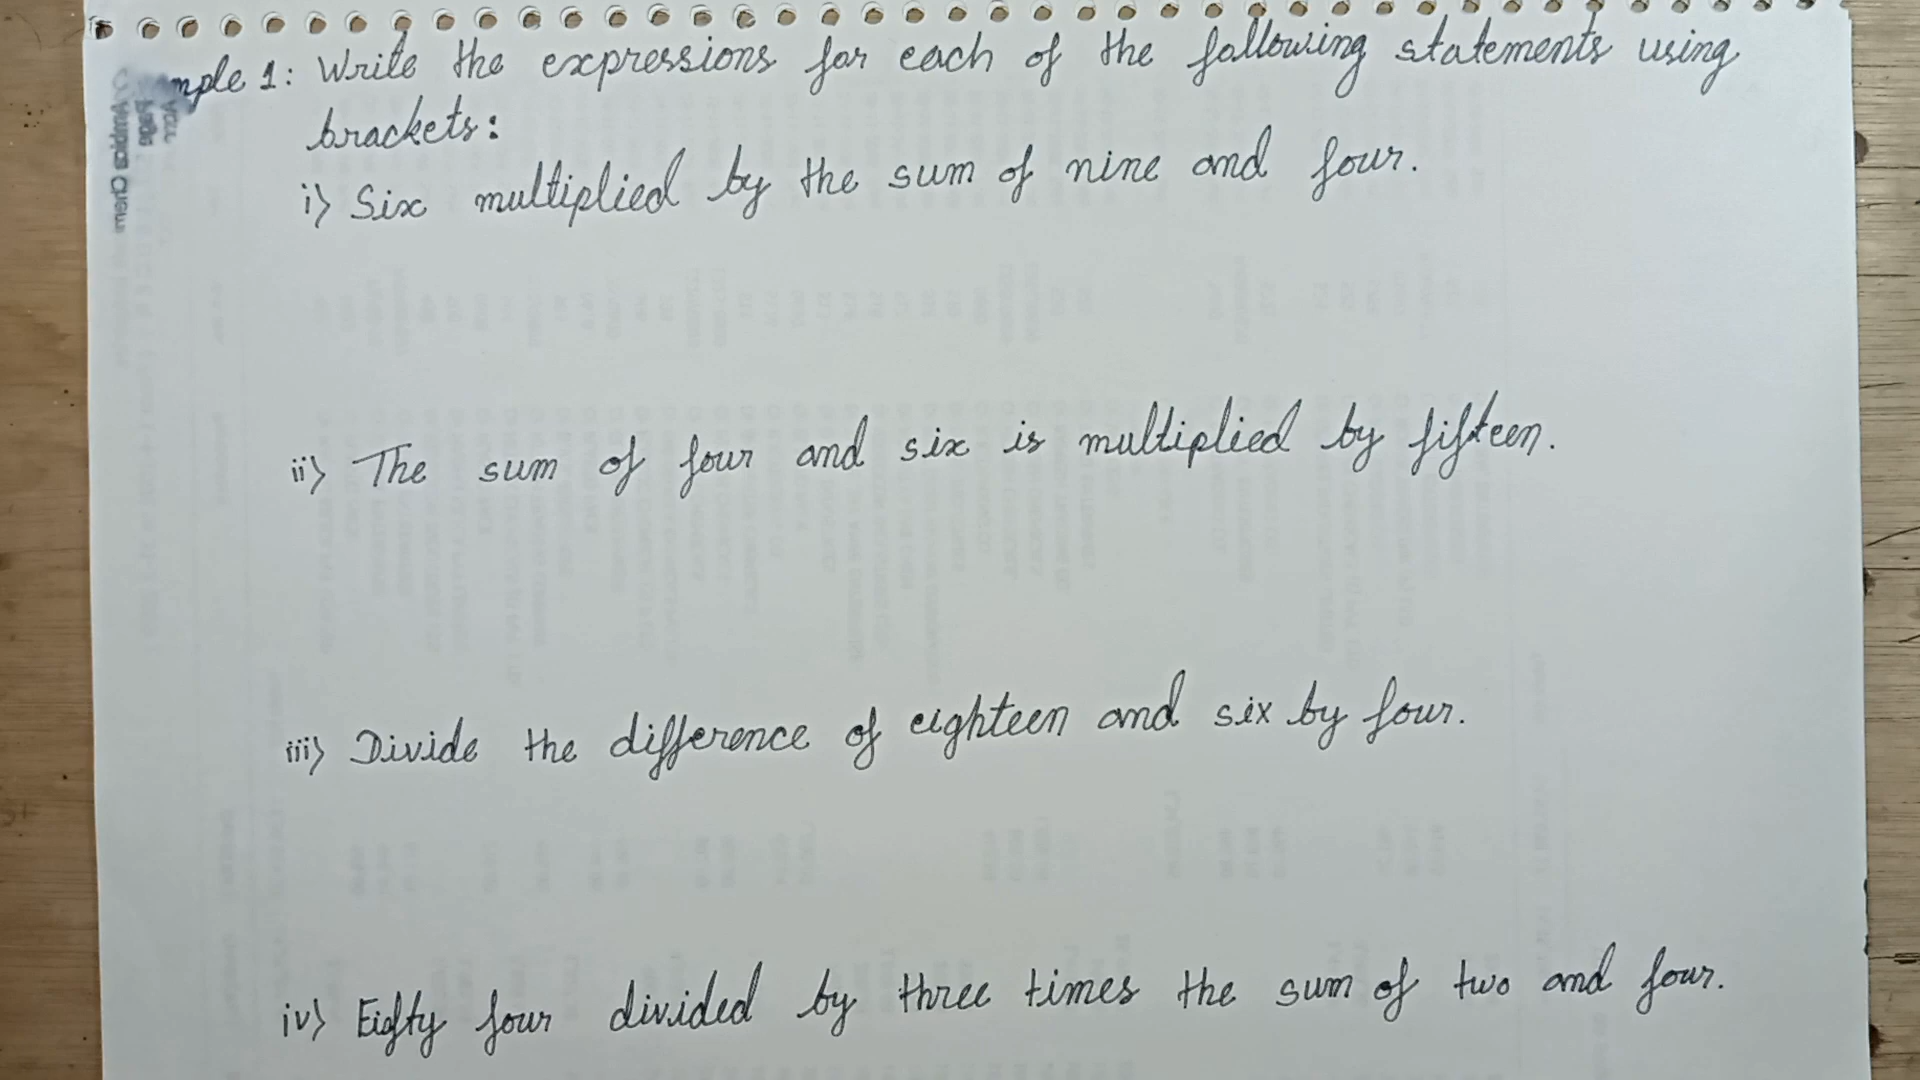 mple 1: Write the expressions for each of the following statements using
brackets:
i) Six multiplied by the sum of nine and four.
ii) The sum of four and six is multiplied by fifteen.
iii) Divide the difference of eighteen and six by four.
iv) Eighty four divided by three times the sum of two and four.